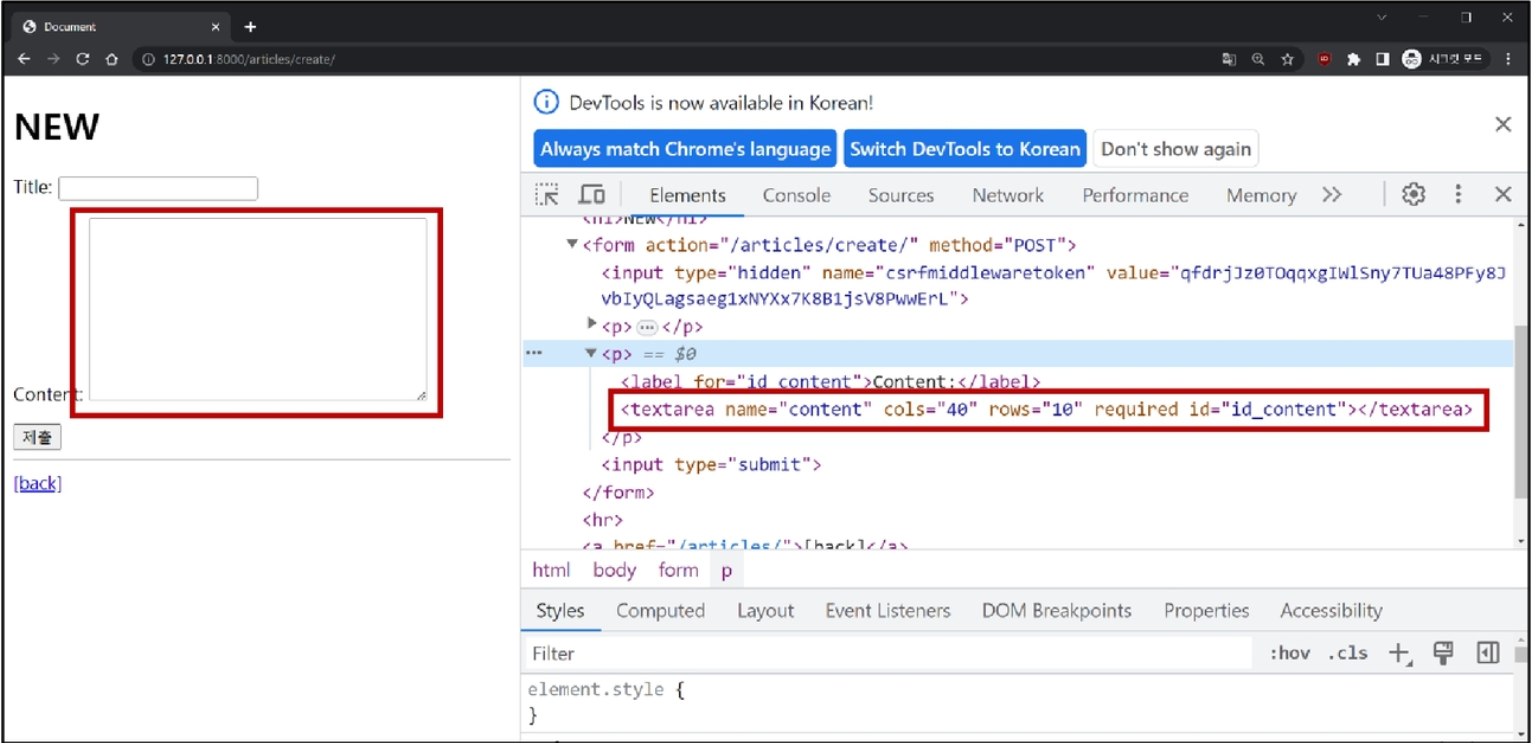 Document
127.0.0.1:8000/articles/create/
시크릿 모드
NEW
Title:
Content:
제출
[back]
DevTools is now available in Korean!
Always match Chrome's language
Switch DevTools to Korean
Don't show again
Elements Console Sources Network Performance Memory
<h1>NEW</h1>
<form action="/articles/create/" method="POST">
<input type="hidden" name="csrfmiddlewaretoken" value="qfdrjJz0TOqqxgIWlSny7TUa48PFy8J
vbIyQLagsaeg1xNYXx7K8B1jsV8PwwErL">
<p>…</p>
<p> == $0
<label for="id_content">Content:</label>
<textarea name="content" cols="40" rows="10" required id="id_content"></textarea>
</p>
<input type="submit">
</form>
<hr>
<a href="/articles/">[back]</a>
html body form p
Styles Computed Layout Event Listeners DOM Breakpoints Properties Accessibility
Filter
:hov .cls
element.style {
}